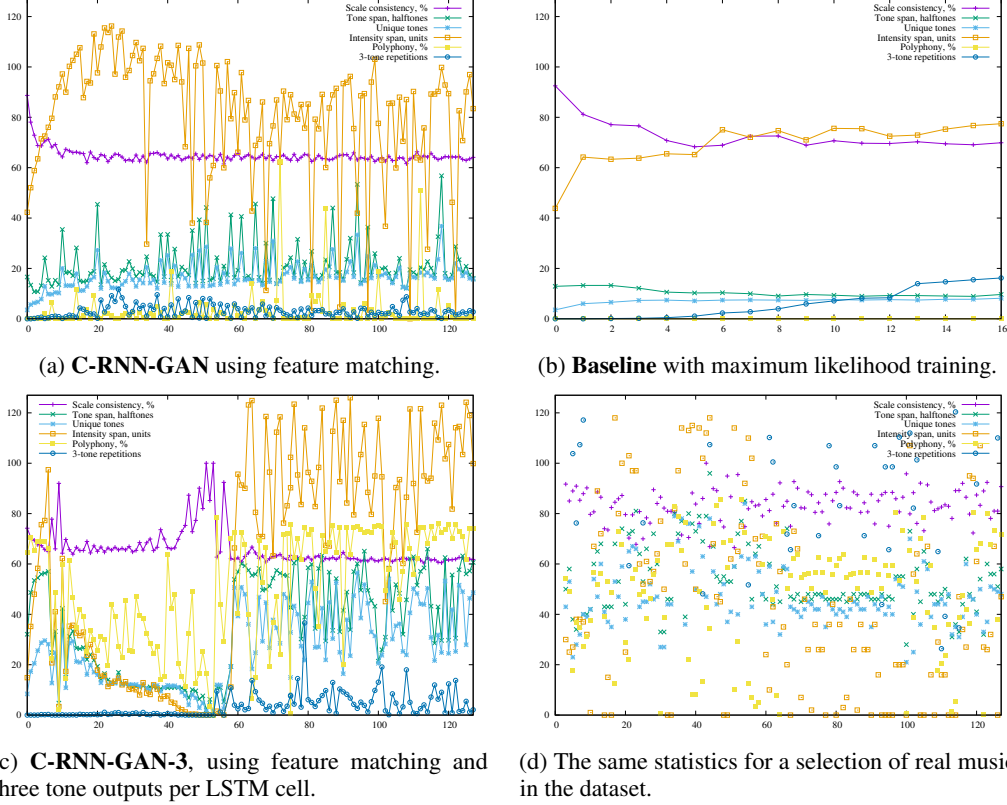 120
100
80
60
40
20
0
0 20 40 60 80 100 120
Scale consistency, %
Tone span, halftones
Unique tones
Intensity span, units
Polyphony, %
3-tone repetitions
(a) C-RNN-GAN using feature matching.
120
100
80
60
40
20
0
0 2 4 6 8 10 12 14 16
Scale consistency, %
Tone span, halftones
Unique tones
Intensity span, units
Polyphony, %
3-tone repetitions
(b) Baseline with maximum likelihood training.
120
100
80
60
40
20
0
0 20 40 60 80 100 120
Scale consistency, %
Tone span, halftones
Unique tones
Intensity span, units
Polyphony, %
3-tone repetitions
c) C-RNN-GAN-3, using feature matching and
hree tone outputs per LSTM cell.
120
100
80
60
40
20
0
0 20 40 60 80 100 120
Scale consistency, %
Tone span, halftones
Unique tones
Intensity span, units
Polyphony, %
3-tone repetitions
(d) The same statistics for a selection of real music
in the dataset.